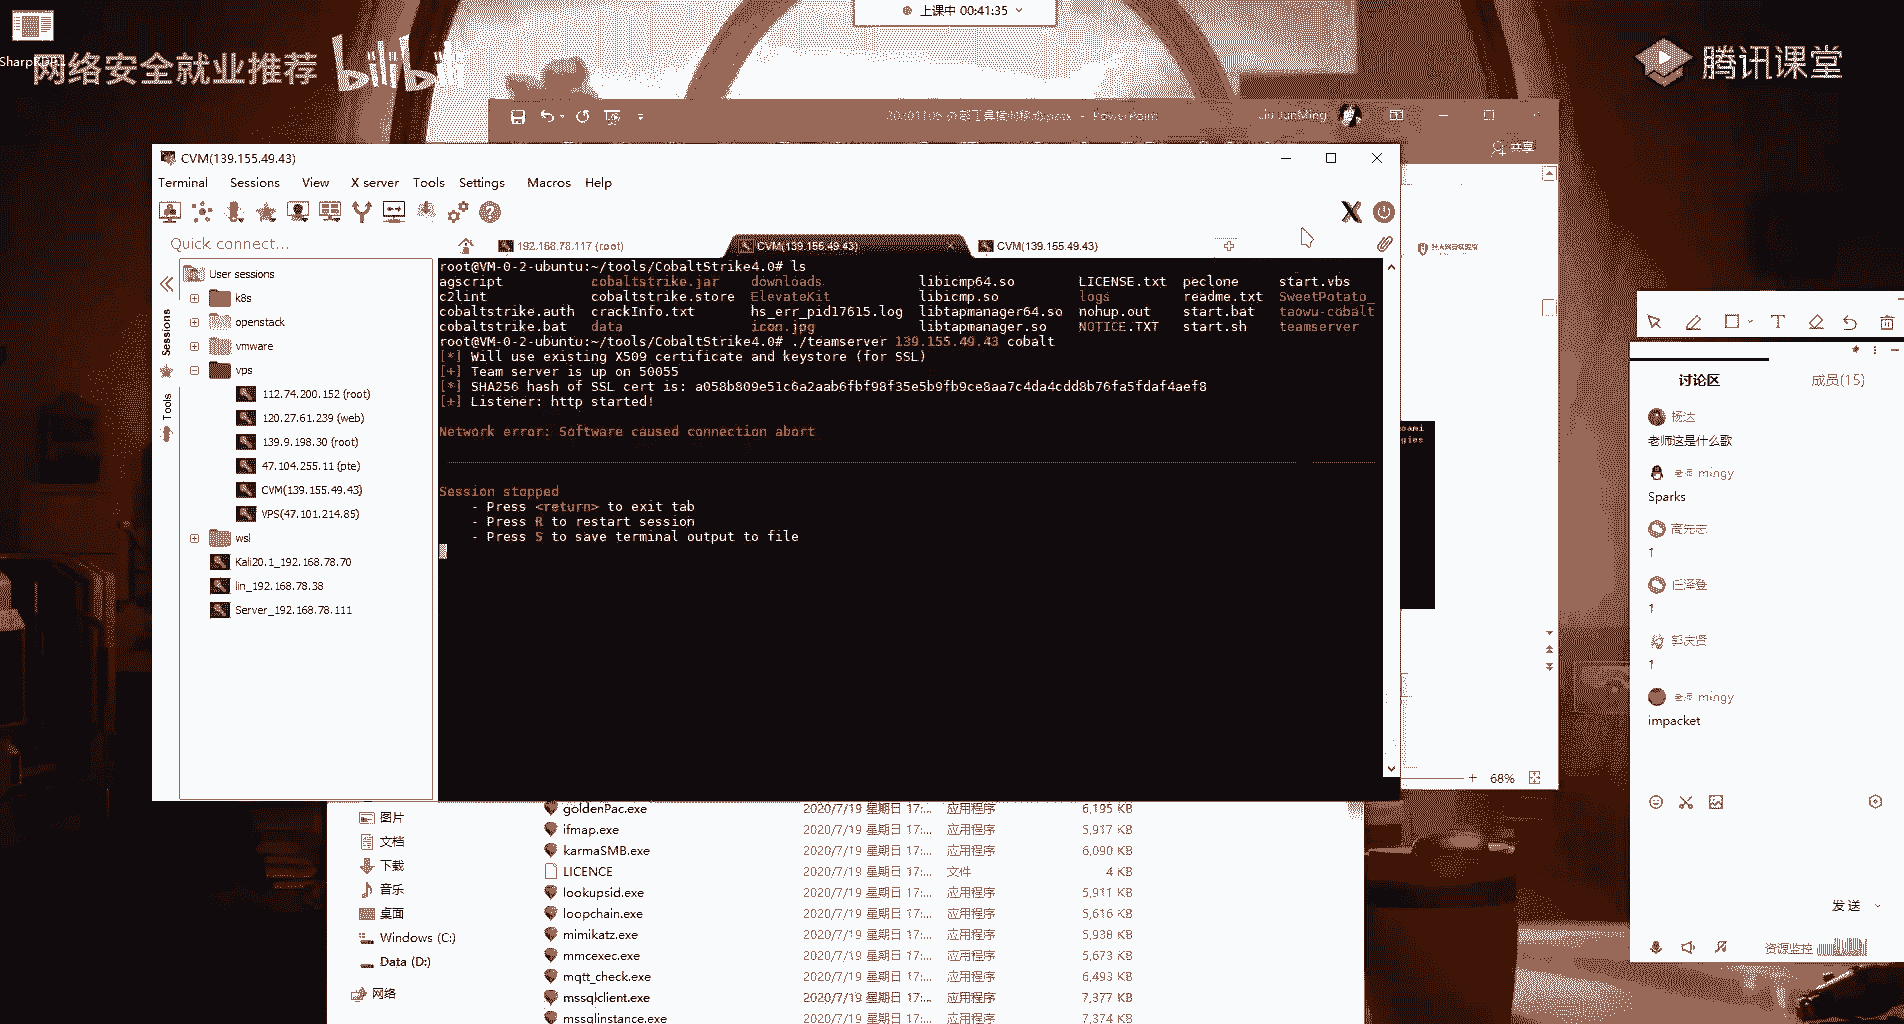 上课中 00:41:35
网络安全就业推荐
bilibili
腾讯课堂
PowerPoint
共享
CVM(139.155.49.43)
Terminal Sessions View X server Tools Settings Macros Help
Quick connect...
192.168.78.117 (root)
CVM(139.155.49.43)
CVM(139.155.49.43)
Sessions
Tools
User sessions
k8s
openstack
vmware
vps
112.74.200.152 (root)
120.27.61.239 (web)
139.9.198.30 (root)
47.104.255.11 (pte)
CVM(139.155.49.43)
VPS(47.101.214.85)
wsl
Kali20.1_192.168.78.70
lin_192.168.78.38
Server_192.168.78.111
root@VM-0-2-ubuntu:~/tools/CobaltStrike4.0# ls
agscript cobaltstrike.jar downloads libicmp64.so LICENSE.txt peclone start.vbs
c2lint cobaltstrike.store ElevateKit libicmp.so logs readme.txt SweetPotato_
cobaltstrike.auth crackInfo.txt hs_err_pid17615.log libtapmanager64.so nohup.out start.bat taowu-cobalt
cobaltstrike.bat data icon.jpg libtapmanager.so NOTICE.TXT start.sh teamserver
root@VM-0-2-ubuntu:~/tools/CobaltStrike4.0# ./teamserver 139.155.49.43 cobalt
[*] Will use existing X509 certificate and keystore (for SSL)
[+] Team server is up on 50055
[*] SHA256 hash of SSL cert is: a058b809e51c6a2aab6fbf98f35e5b9fb9ce8aa7c4da4cdd8b76fa5fdaf4aef8
[+] Listener: http started!
Network error: Software caused connection abort
Session stopped
- Press <return> to exit tab
- Press R to restart session
- Press S to save terminal output to file
68%
图片
文档
下载
音乐
桌面
Windows (C:)
Data (D:)
网络
goldenPac.exe 2020/7/19 星期日 17:... 应用程序 6,195 KB
ifmap.exe 2020/7/19 星期日 17:... 应用程序 5,917 KB
karmaSMB.exe 2020/7/19 星期日 17:... 应用程序 6,090 KB
LICENCE 2020/7/19 星期日 17:... 文件 4 KB
lookupsid.exe 2020/7/19 星期日 17:... 应用程序 5,911 KB
loopchain.exe 2020/7/19 星期日 17:... 应用程序 5,616 KB
mimikatz.exe 2020/7/19 星期日 17:... 应用程序 5,938 KB
mmcexec.exe 2020/7/19 星期日 17:... 应用程序 5,673 KB
mqtt_check.exe 2020/7/19 星期日 17:... 应用程序 6,493 KB
mssqlclient.exe 2020/7/19 星期日 17:... 应用程序 7,377 KB
mssqlinstance.exe 2020/7/19 星期日 17:... 应用程序 7,374 KB
讨论区 成员(15)
杨达
老师这是什么歌
mingy
Sparks
高先志
1
任泽登
1
郭庆贤
1
mingy
impacket
发送
资源监控